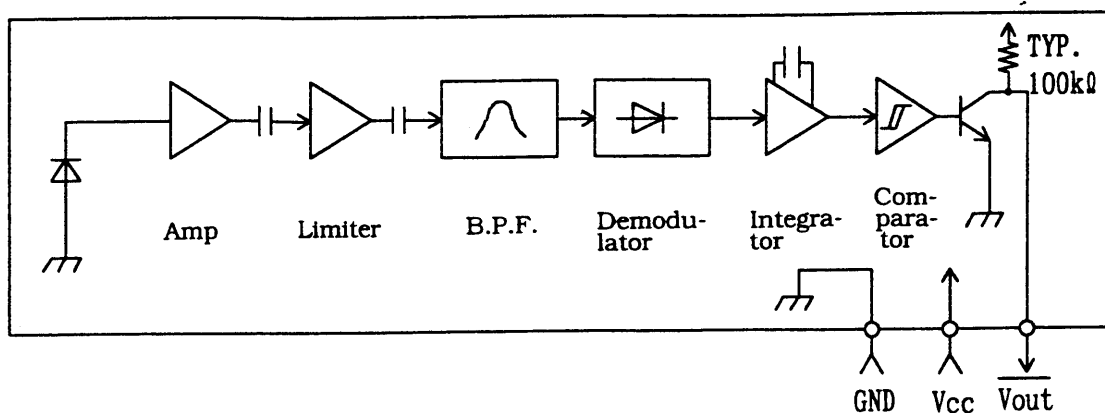 TYP.
100kΩ
Amp
Limiter
B.P.F.
Demodu-
lator
Integra-
tor
Com-
para-
tor
GND
Vcc
Vout